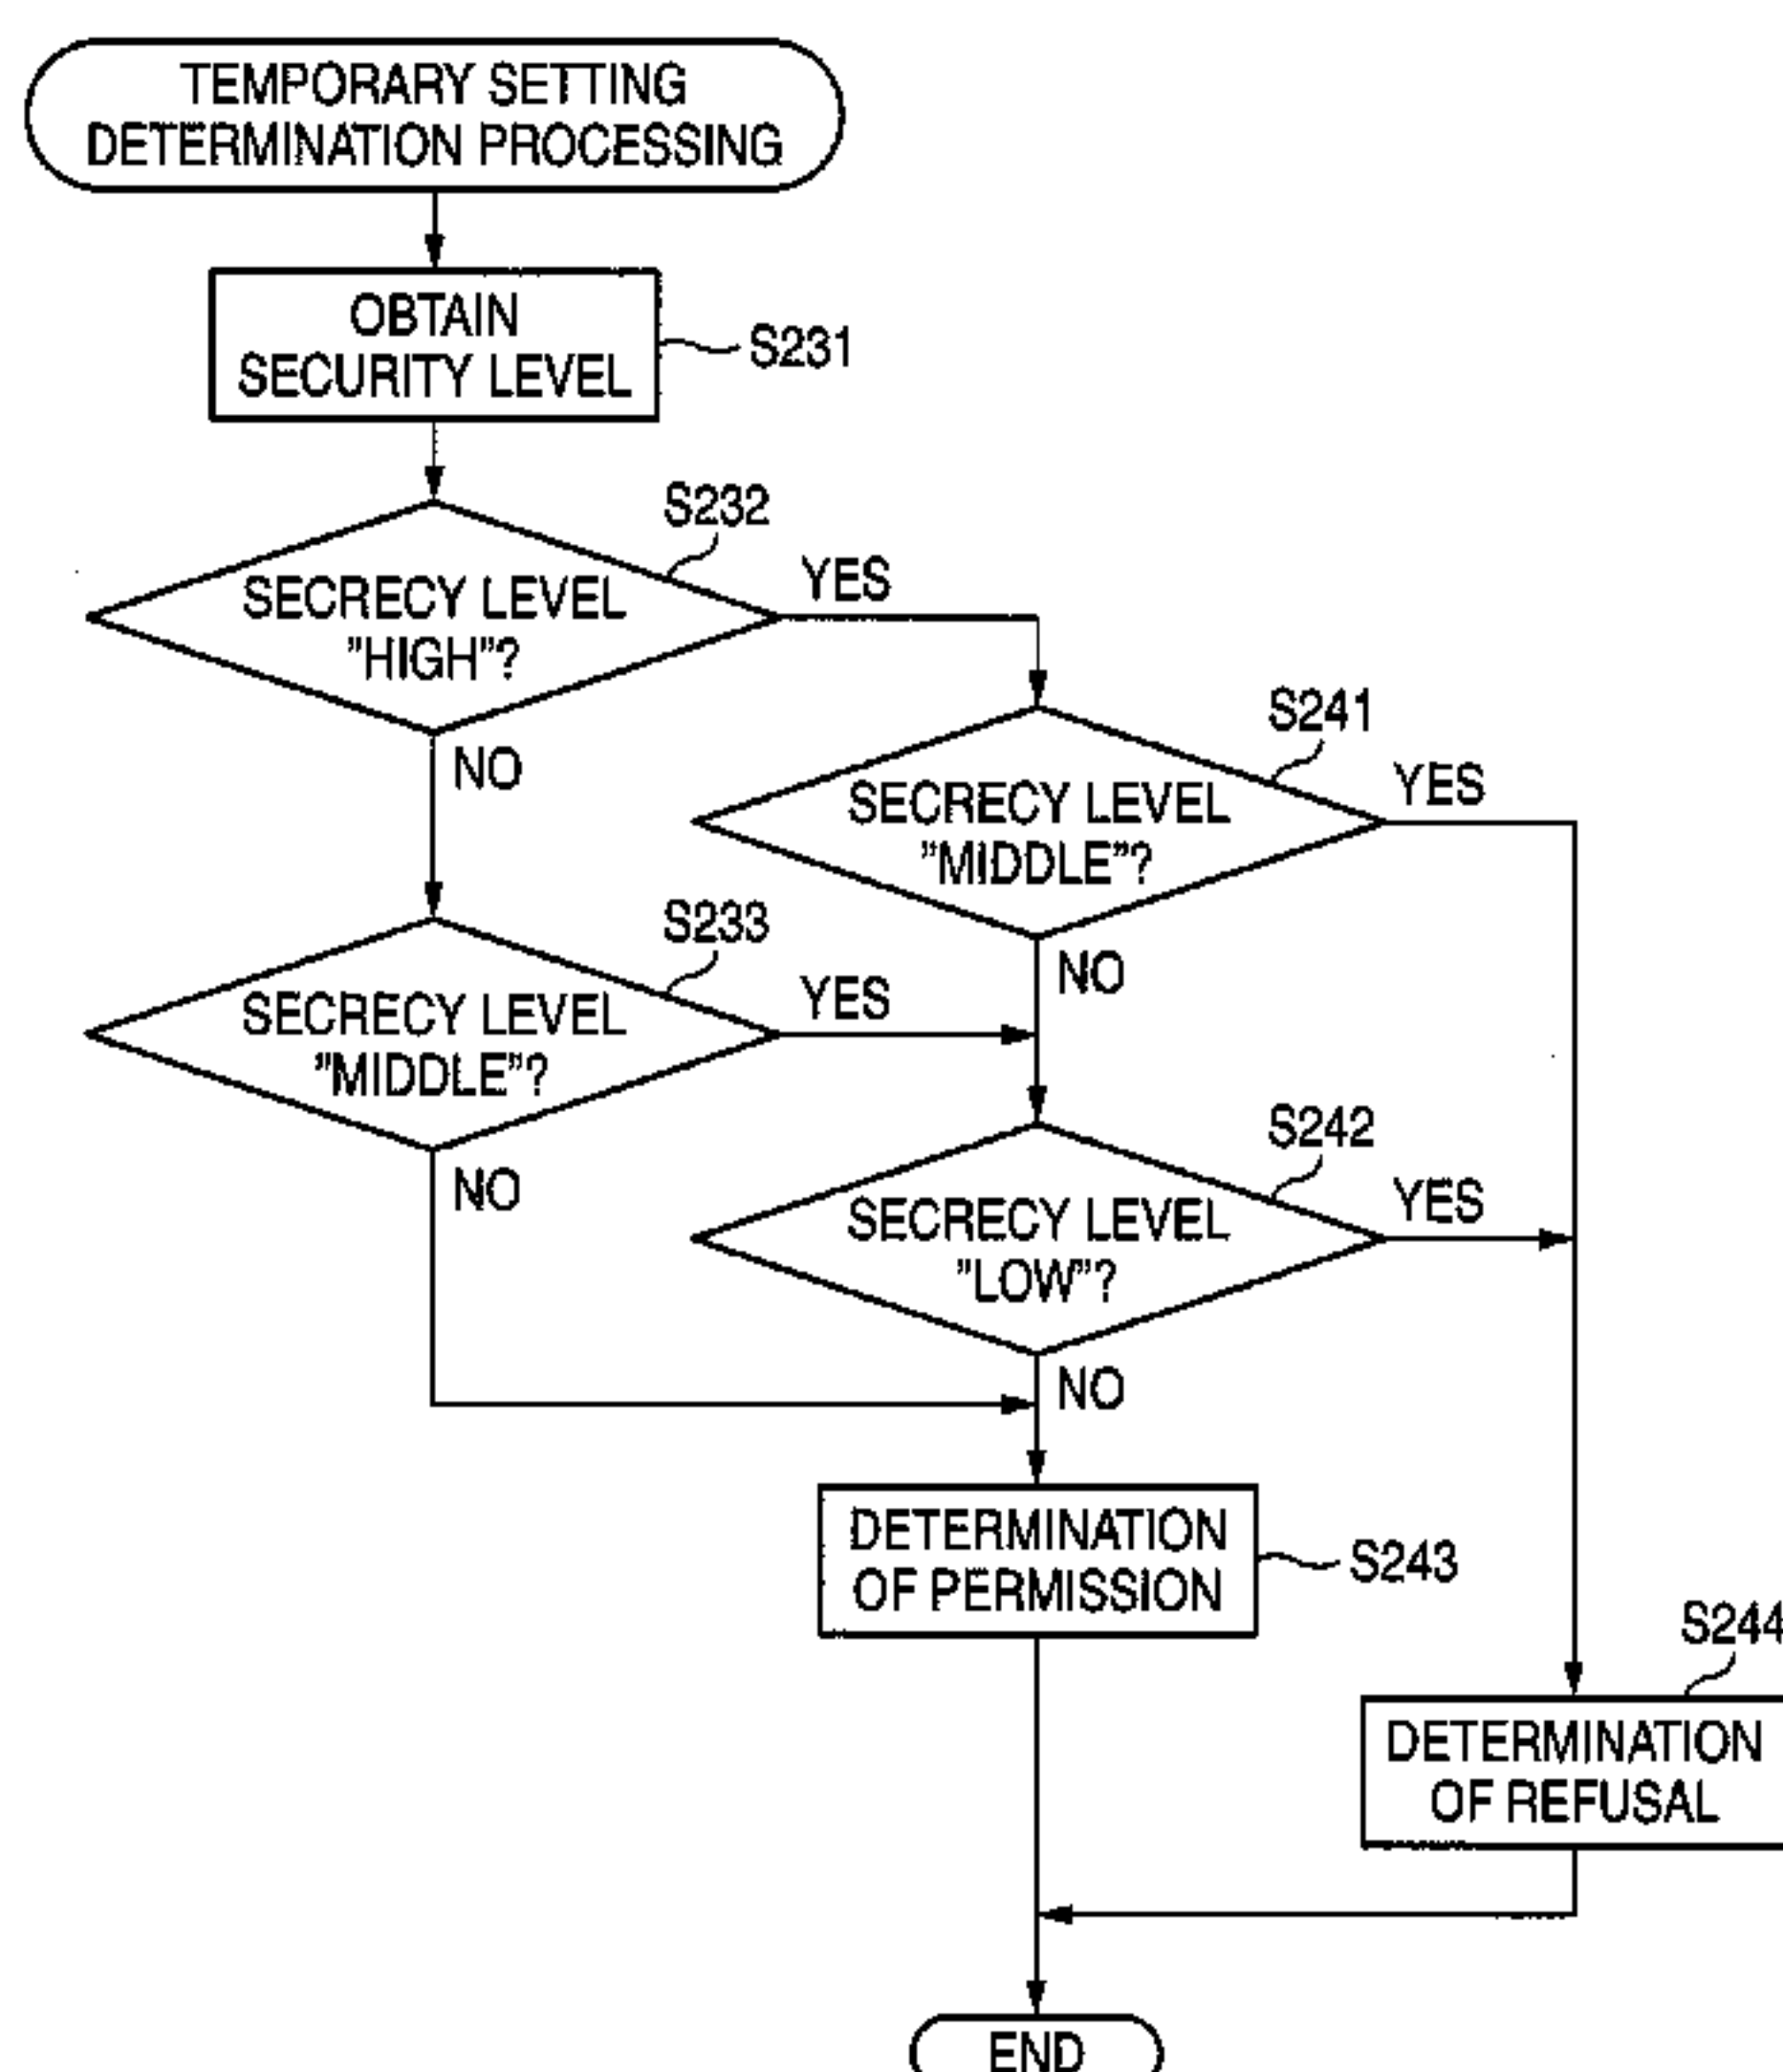 TEMPORARY SETTING
DETERMINATION PROCESSING
OBTAIN
SECURITY LEVEL
S231
S232
SECRECY LEVEL
"HIGH"?
YES
NO
S241
SECRECY LEVEL
"MIDDLE"?
YES
NO
S233
SECRECY LEVEL
"MIDDLE"?
YES
NO
S242
SECRECY LEVEL
"LOW"?
YES
NO
DETERMINATION
OF PERMISSION
S243
S244
DETERMINATION
OF REFUSAL
END